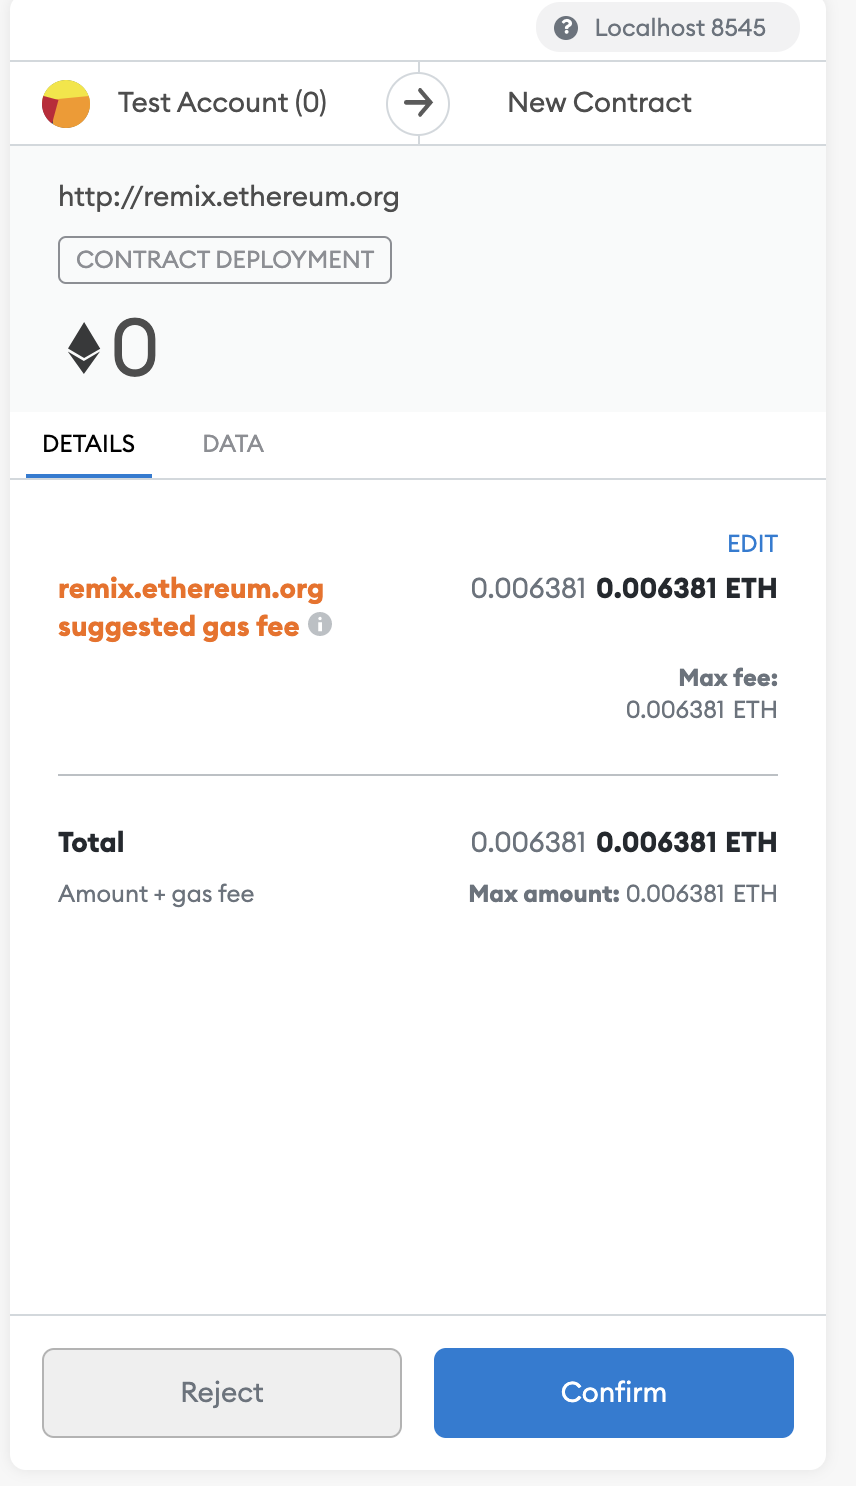 Localhost 8545
Test Account (0)
New Contract
http://remix.ethereum.org
CONTRACT DEPLOYMENT
0
DETAILS
DATA
EDIT
remix.ethereum.org
suggested gas fee
0.006381 0.006381 ETH
Max fee:
0.006381 ETH
Total
0.006381 0.006381 ETH
Amount + gas fee
Max amount: 0.006381 ETH
Reject
Confirm